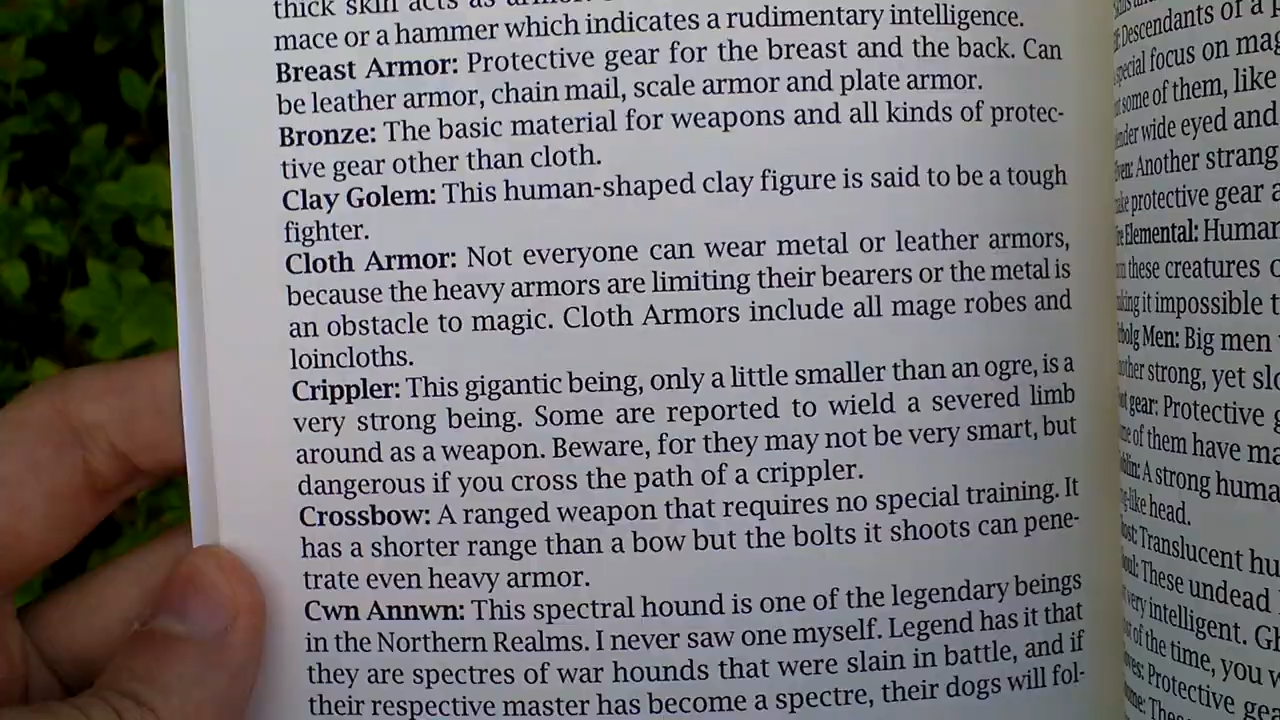 thick skin acts as armor.
mace or a hammer which indicates a rudimentary intelligence.
Breast Armor: Protective gear for the breast and the back. Can
be leather armor, chain mail, scale armor and plate armor.
Bronze: The basic material for weapons and all kinds of protec-
tive gear other than cloth.
Clay Golem: This human-shaped clay figure is said to be a tough
fighter.
Cloth Armor: Not everyone can wear metal or leather armors,
because the heavy armors are limiting their bearers or the metal is
an obstacle to magic. Cloth Armors include all mage robes and
loincloths.
Crippler: This gigantic being, only a little smaller than an ogre, is a
very strong being. Some are reported to wield a severed limb
around as a weapon. Beware, for they may not be very smart, but
dangerous if you cross the path of a crippler.
Crossbow: A ranged weapon that requires no special training. It
has a shorter range than a bow but the bolts it shoots can pene-
trate even heavy armor.
Cwn Annwn: This spectral hound is one of the legendary beings
in the Northern Realms. I never saw one myself. Legend has it that
they are spectres of war hounds that were slain in battle, and if
their respective master has become a spectre, their dogs will fol-
Descendants of a
special focus on
some of them, like
wide eyed and
Another
protective gear
Elemental: Human
these creatures
it impossible
Men: Big men
strong, yet
gear: Protective
of them have
A strong
head.
Translucent
These undead
very intelligent.
of the time, you
Protective